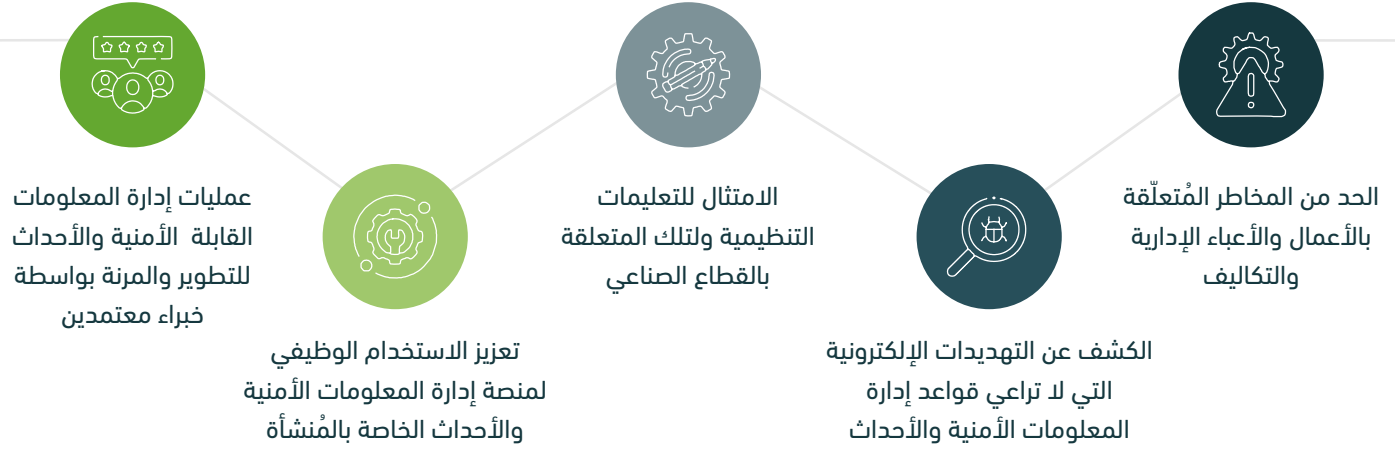 الحد من المخاطر المُتعلّقة
بالأعمال والأعباء الإدارية
والتكاليف
الكشف عن التهديدات الإلكترونية
التي لا تراعي قواعد إدارة
المعلومات الأمنية والأحداث
الامتثال للتعليمات
التنظيمية ولتلك المتعلقة
بالقطاع الصناعي
تعزيز الاستخدام الوظيفي
لمنصة إدارة المعلومات الأمنية
والأحداث الخاصة بالمُنشأة
عمليات إدارة المعلومات
القابلة  الأمنية والأحداث
للتطوير والمرنة بواسطة
خبراء معتمدين